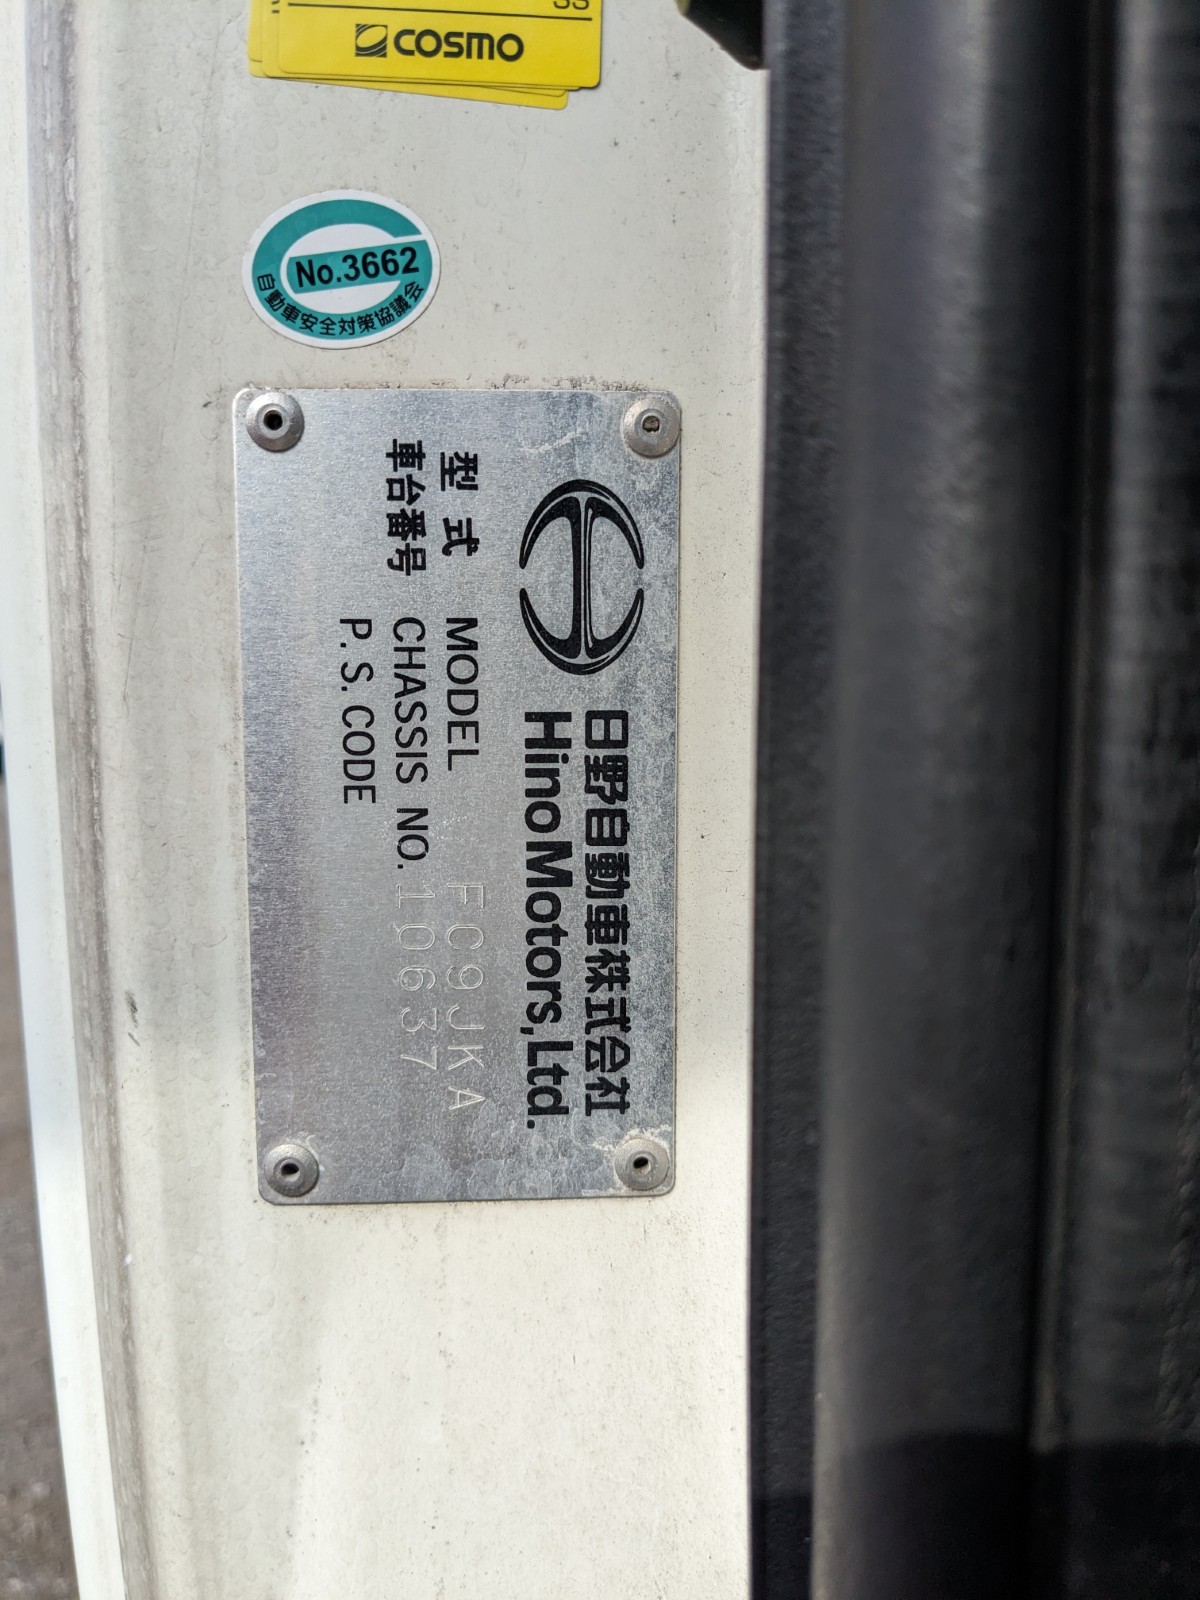 COSMO
No.3662
自動車安全対策協議会
日野自動車株式会社
Hino Motors, Ltd.
型式 MODEL FC9JKA
車台番号 CHASSIS NO. 106637
P. S. CODE